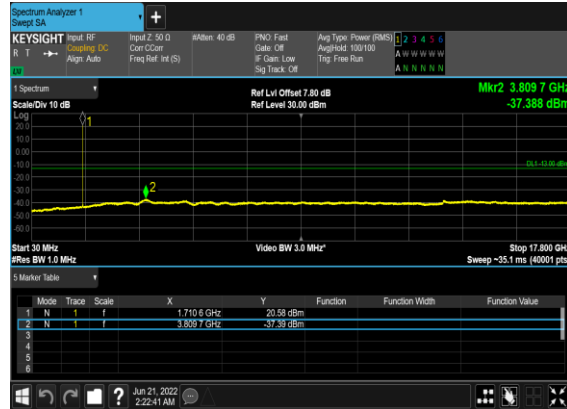 Spectrum Analyzer 1
Swept SA
+
KEYSIGHT Input: RF Input Z: 50 Ω #Atten: 40 dB PNO: Fast Avg Type: Power (RMS) 1 2 3 4 5 6
R T Coupling: DC Corr CCorr Gate: Off Avg|Hold: 100/100 A W W W W W
Align: Auto Freq Ref: Int (S) IF Gain: Low Trig: Free Run
Sig Track: Off A N N N N N
1 Spectrum
Scale/Div 10 dB Ref Lvl Offset 7.80 dB Mkr2 3.809 7 GHz
Ref Level 30.00 dBm -37.388 dBm
Log
1
20.0
10.0
0.00
-10.0
DL1 -13.00 dBm
-20.0
-30.0
2
-40.0
-50.0
-60.0
Start 30 MHz Video BW 3.0 MHz* Stop 17.800 GHz
#Res BW 1.0 MHz Sweep ~35.1 ms (40001 pts)
5 Marker Table
Mode Trace Scale X Y Function Function Width Function Value
1 N 1 f 1.710 6 GHz 20.58 dBm
2 N 1 f 3.809 7 GHz -37.39 dBm
3
4
5
6
? Jun 21, 2022
2:22:41 AM